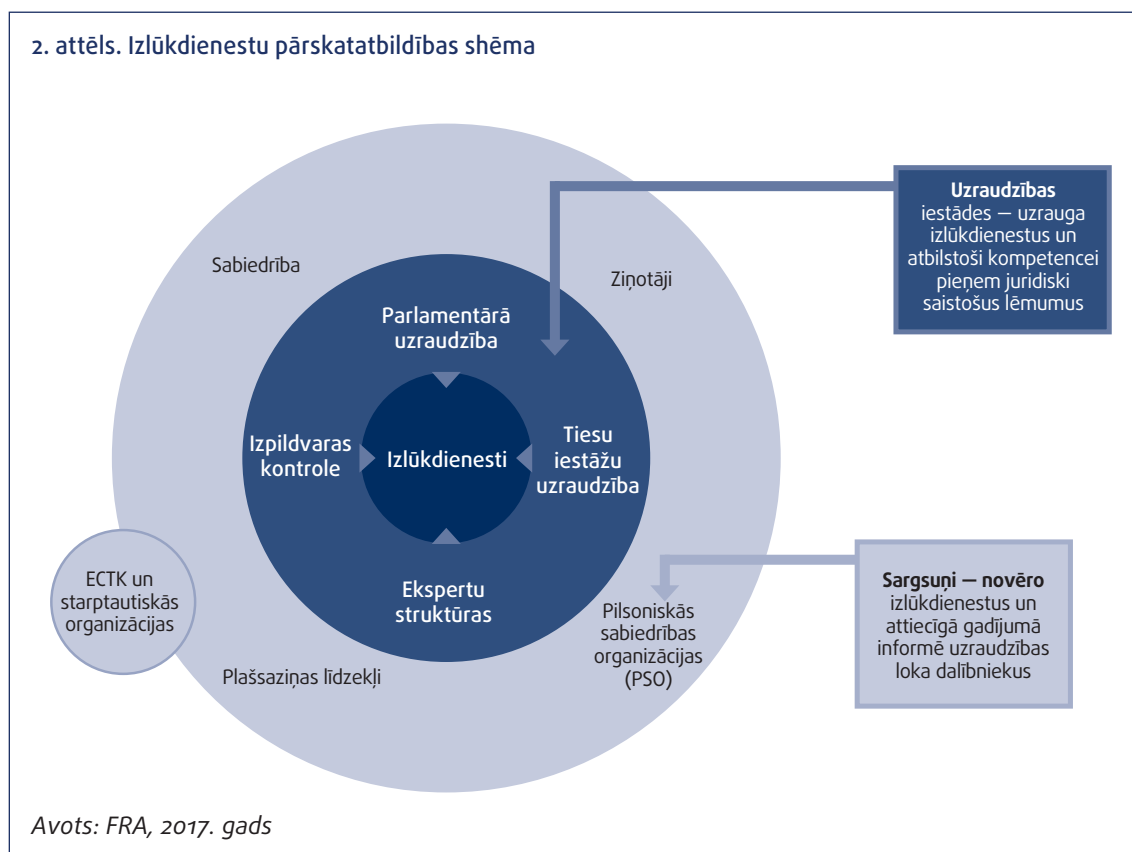 2. attēls. Izlūkdienestu pārskatatbildības shēma
Uzraudzības
iestādes — uzrauga
izlūkdienestus un
atbilstoši kompetencei
pieņem juridiski
saistošus lēmumus
Sabiedrība
Ziņotāji
Parlamentārā
uzraudzība
Izpildvaras
kontrole
Izlūkdienesti
Tiesu
iestāžu
uzraudzība
Ekspertu
struktūras
ECTK un
starptautiskās
organizācijas
Plašsaziņas līdzekļi
Pilsoniskās
sabiedrības
organizācijas
(PSO)
Sargsuņi — novēro
izlūkdienestus un
attiecīgā gadījumā
informē uzraudzības
loka dalībniekus
Avots: FRA, 2017. gads